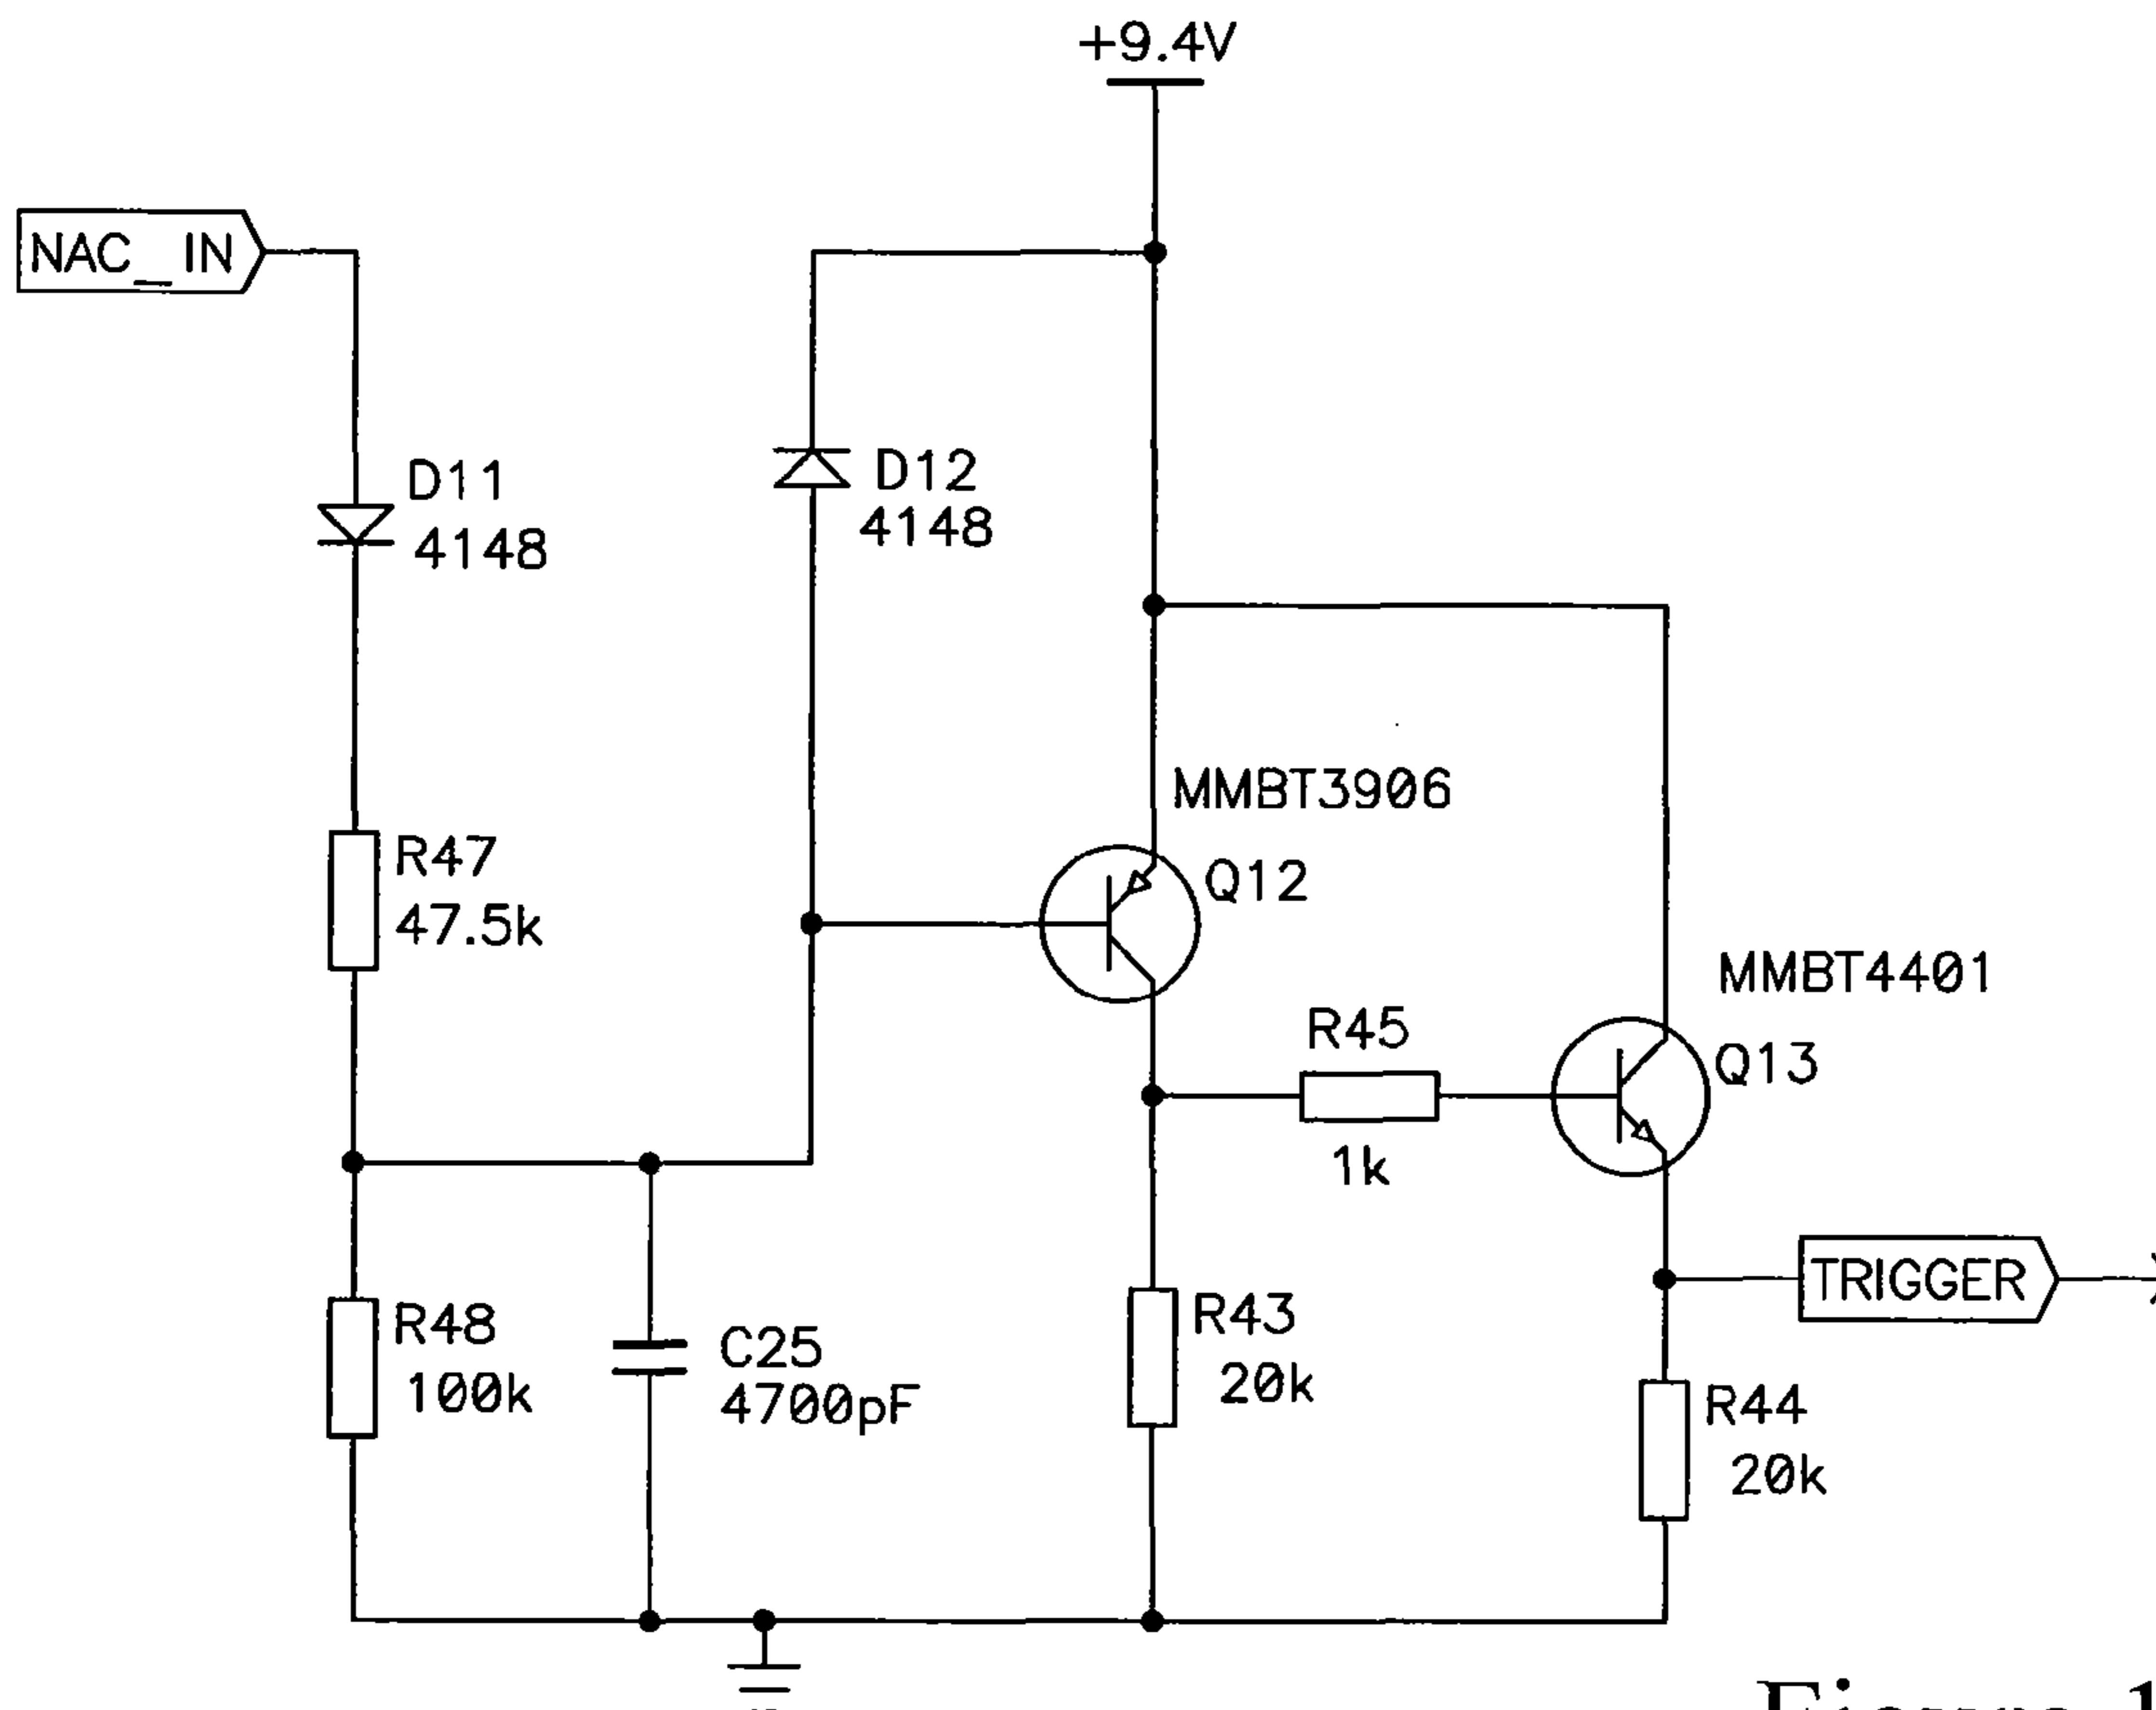 +9.4V
NAC_IN
D11
4148
D12
4148
MMBT3906
Q12
R47
47.5k
MMBT4401
Q13
R45
1k
TRIGGER
R48
100k
C25
4700pF
R43
20k
R44
20k